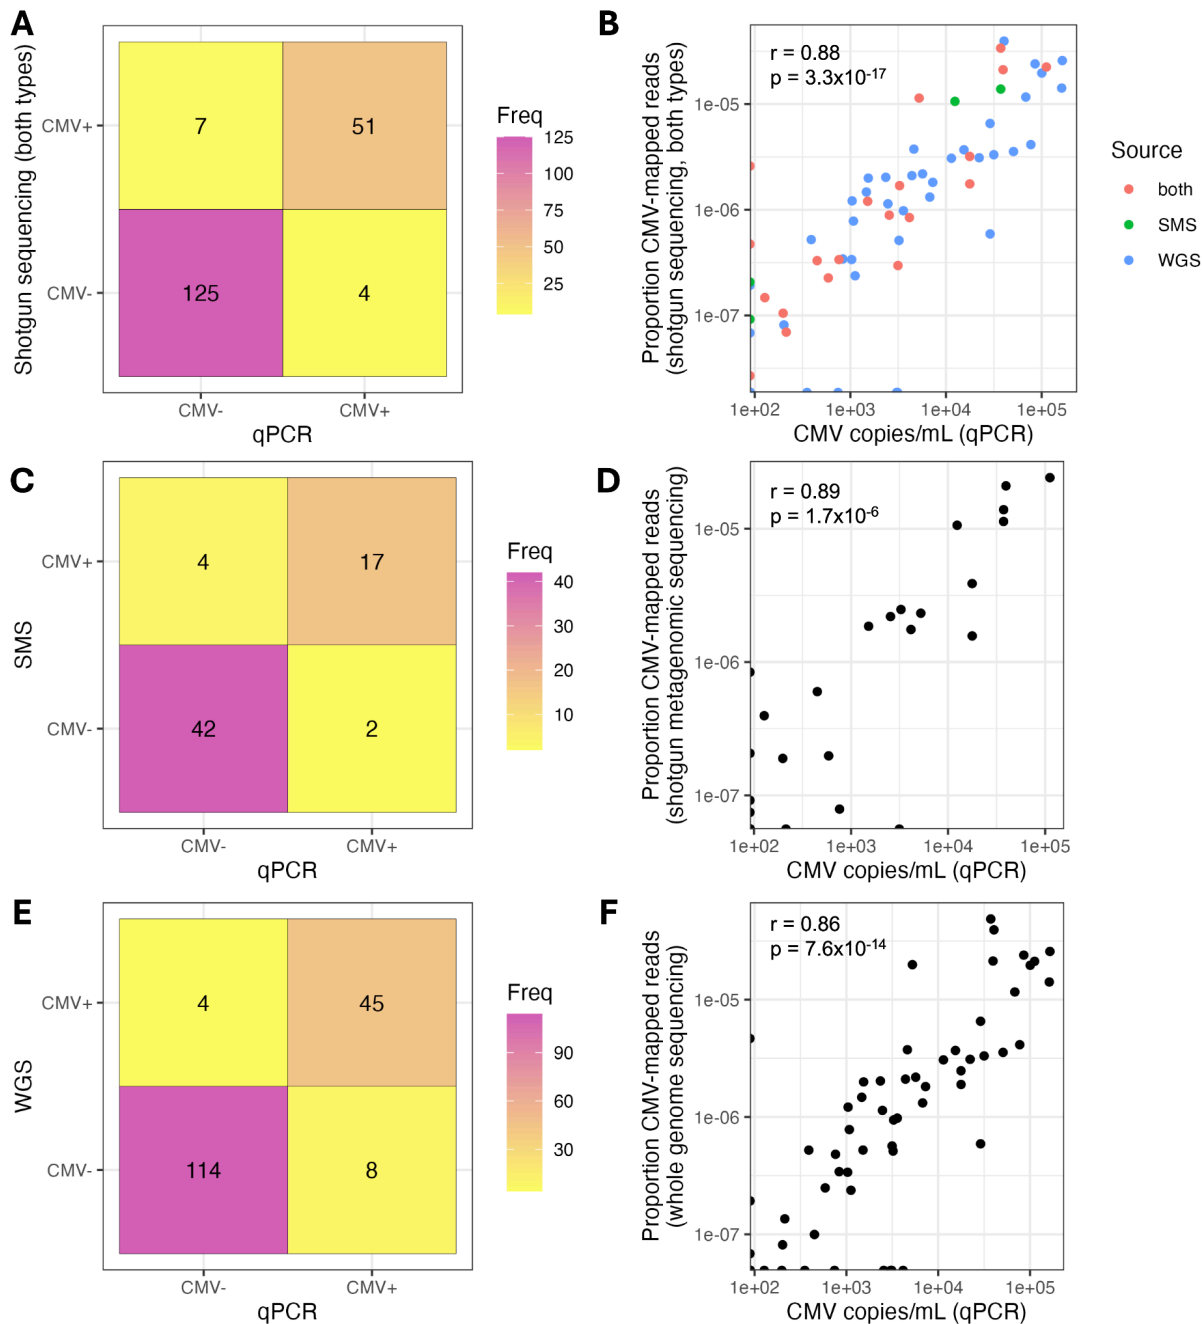 A
Shotgun sequencing (both types)
CMV+
CMV-
7
51
125
4
CMV-
CMV+
qPCR
Freq
125
100
75
50
25
B
Proportion CMV-mapped reads
(shotgun sequencing, both types)
r = 0.88
p = 3.3x10-17
1e-05
1e-06
1e-07
1e+02
1e+03
1e+04
1e+05
CMV copies/mL (qPCR)
Source
both
SMS
WGS
C
SMS
CMV+
CMV-
4
17
42
2
CMV-
CMV+
qPCR
Freq
40
30
20
10
D
Proportion CMV-mapped reads
(shotgun metagenomic sequencing)
r = 0.89
p = 1.7x10-6
1e-05
1e-06
1e-07
1e+02
1e+03
1e+04
1e+05
CMV copies/mL (qPCR)
E
WGS
CMV+
CMV-
4
45
114
8
CMV-
CMV+
qPCR
Freq
90
60
30
F
Proportion CMV-mapped reads
(whole genome sequencing)
r = 0.86
p = 7.6x10-14
1e-05
1e-06
1e-07
1e+02
1e+03
1e+04
1e+05
CMV copies/mL (qPCR)